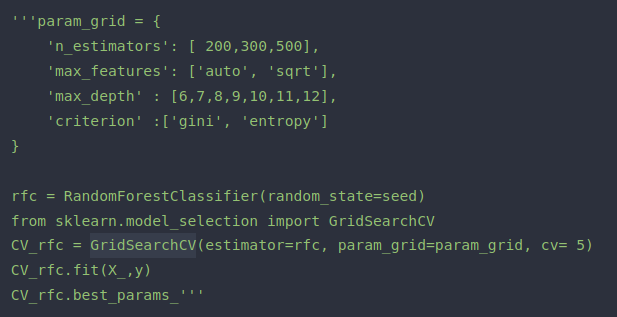 '''param_grid = {
    'n_estimators': [ 200,300,500],
    'max_features': ['auto', 'sqrt'],
    'max_depth' : [6,7,8,9,10,11,12],
    'criterion' :['gini', 'entropy']
}

rfc = RandomForestClassifier(random_state=seed)
from sklearn.model_selection import GridSearchCV
CV_rfc = GridSearchCV(estimator=rfc, param_grid=param_grid, cv= 5)
CV_rfc.fit(X_,y)
CV_rfc.best_params_'''